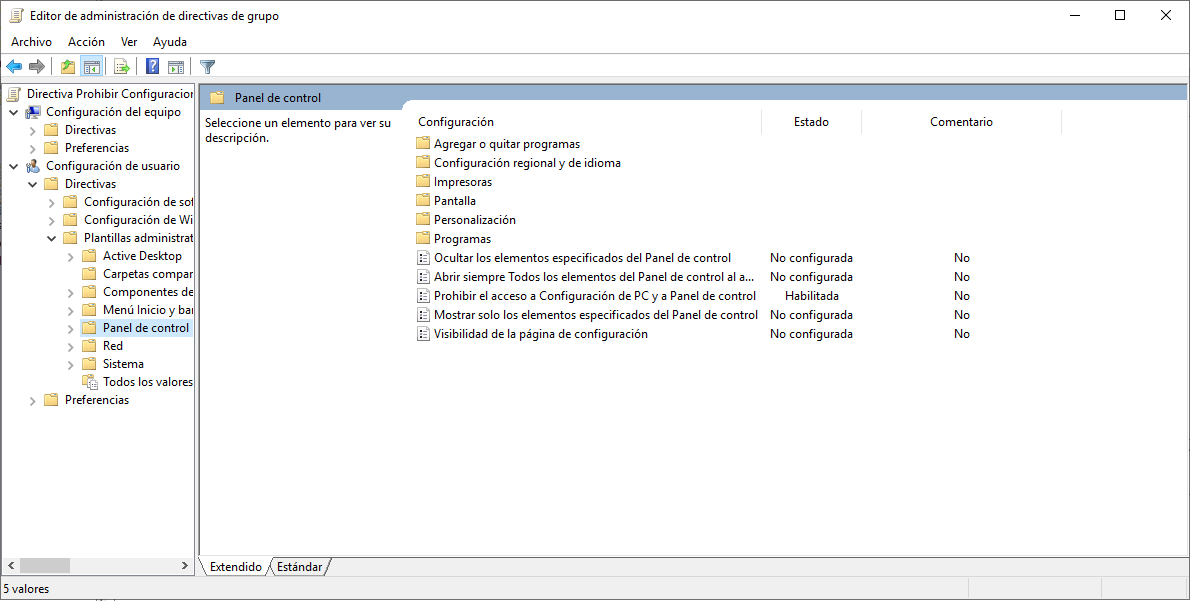 Editor de administración de directivas de grupo
Archivo Acción Ver Ayuda
Directiva Prohibir Configuracion
Configuración del equipo
Directivas
Preferencias
Configuración de usuario
Directivas
Configuración de sof
Configuración de Wi
Plantillas administrat
Active Desktop
Carpetas compar
Componentes de
Menú Inicio y bar
Panel de control
Red
Sistema
Todos los valores
Preferencias
Panel de control
Seleccione un elemento para ver su
descripción.
Configuración Estado Comentario
Agregar o quitar programas
Configuración regional y de idioma
Impresoras
Pantalla
Personalización
Programas
Ocultar los elementos especificados del Panel de control No configurada No
Abrir siempre Todos los elementos del Panel de control al a... No configurada No
Prohibir el acceso a Configuración de PC y a Panel de control Habilitada No
Mostrar solo los elementos especificados del Panel de control No configurada No
Visibilidad de la página de configuración No configurada No
Extendido Estándar
5 valores